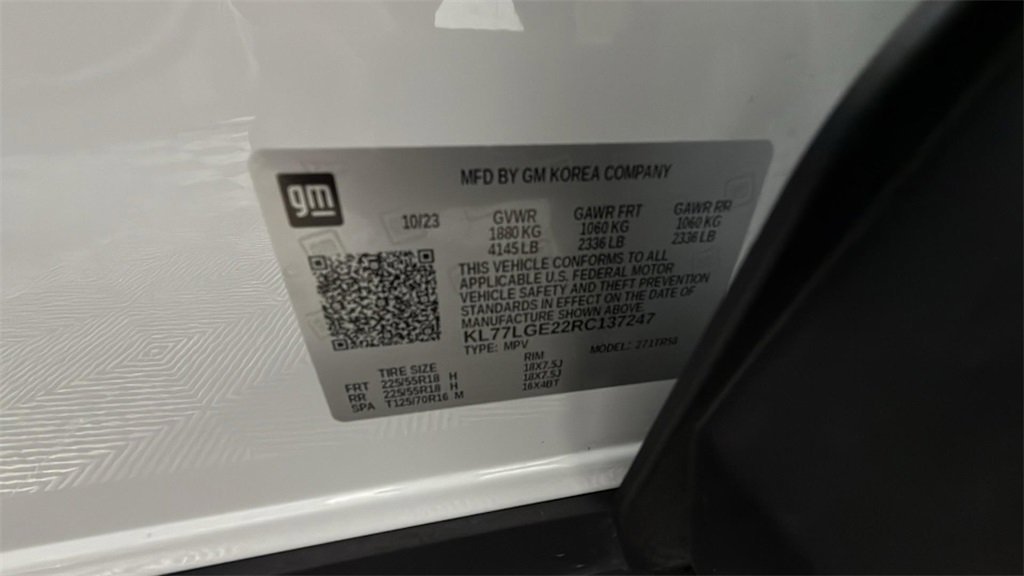 gm
MFD BY GM KOREA COMPANY
10/23 GVWR GAWR FRT GAWR RR
1880 KG 1060 KG 1060 KG
4145 LB 2336 LB 2336 LB
THIS VEHICLE CONFORMS TO ALL
APPLICABLE U.S. FEDERAL MOTOR
VEHICLE SAFETY AND THEFT PREVENTION
STANDARDS IN EFFECT ON THE DATE OF
MANUFACTURE SHOWN ABOVE
KL77LGE22RC137247
TYPE: MPV MODEL:
TIRE SIZE RIM
FRT 225/55R18 H 18X7.5J
RR 225/55R18 H 18X7.5J
SPA T125/70R16 M 16X4BT